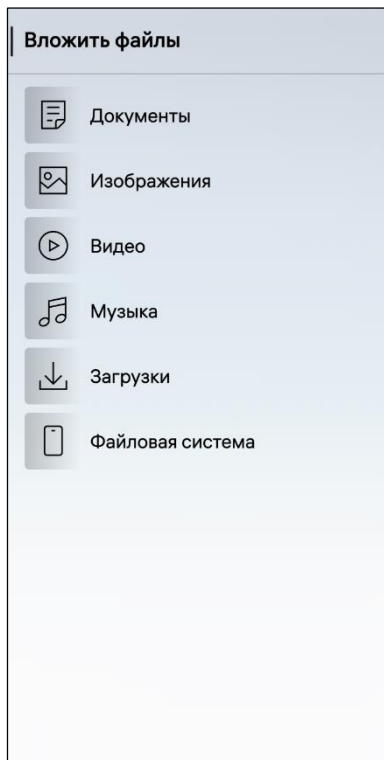 Вложить файлы
Документы
Изображения
Видео
Музыка
Загрузки
Файловая система